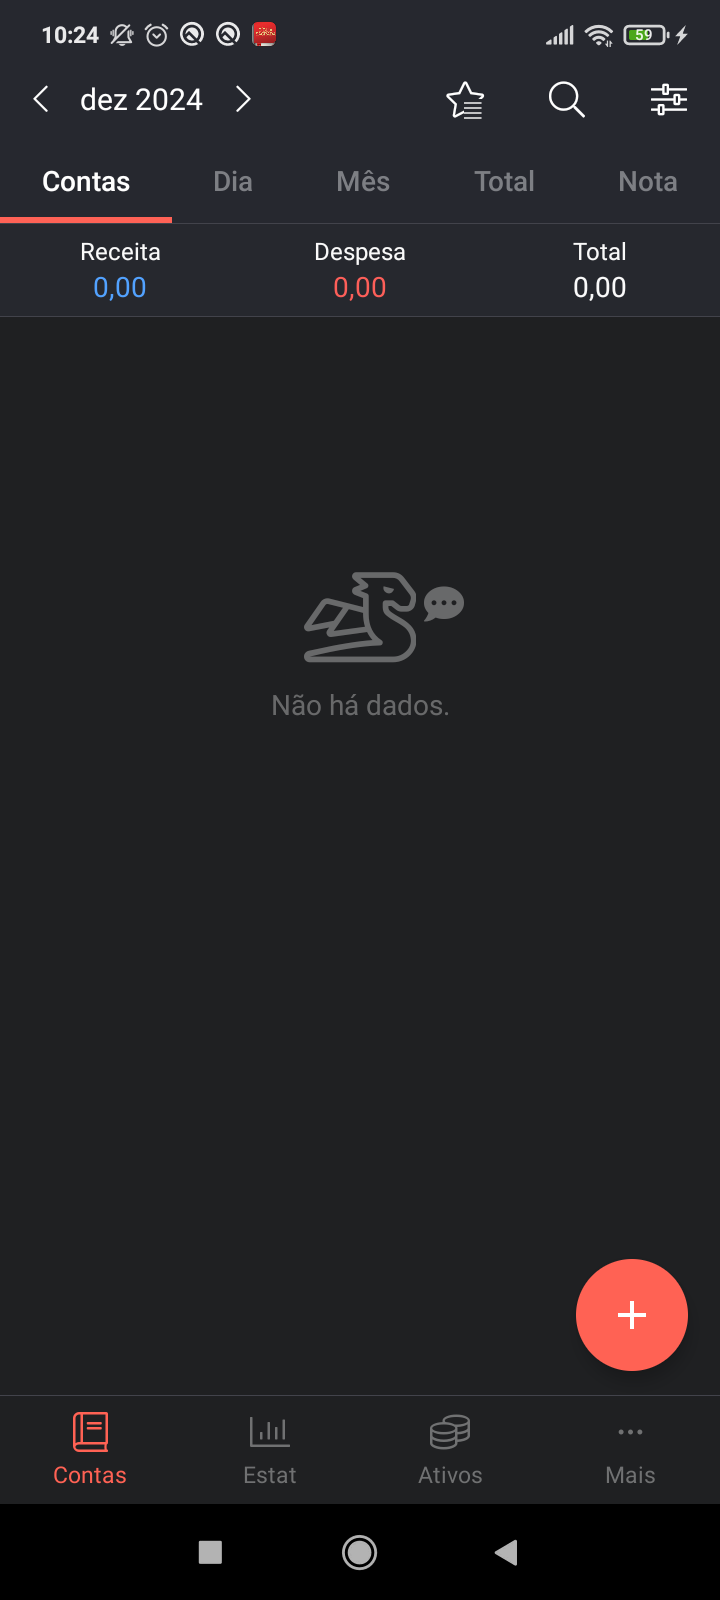 10:24
59
dez 2024
Contas Dia Mês Total Nota
Receita Despesa Total
0,00 0,00 0,00
Não há dados.
Contas Estat Ativos Mais